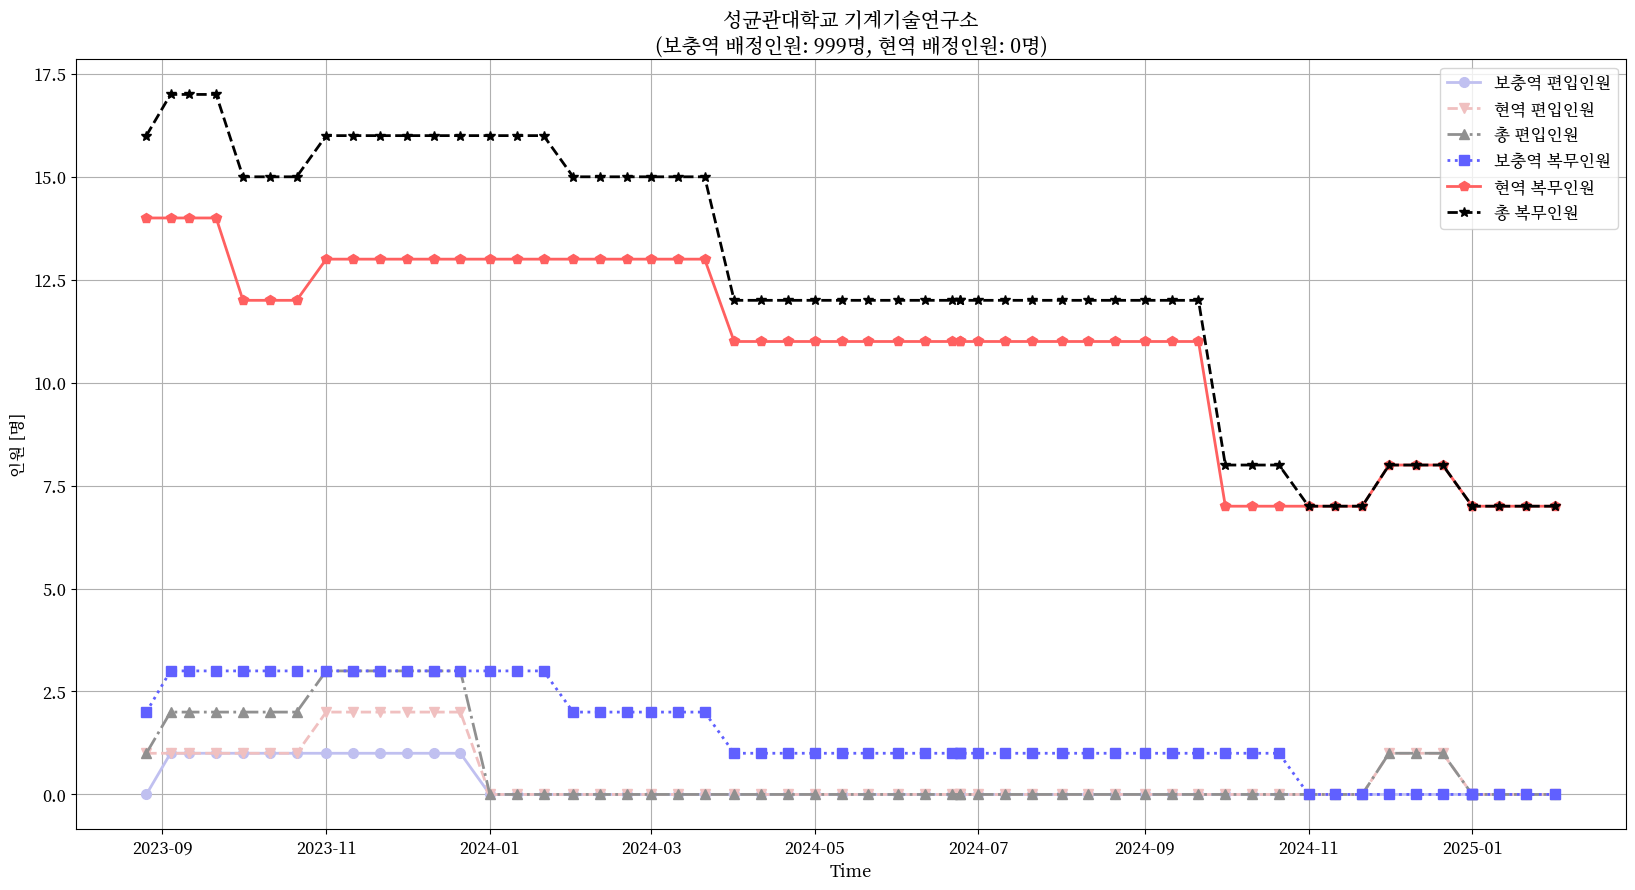 성균관대학교 기계기술연구소
(보충역 배정인원: 999명, 현역 배정인원: 0명)
17.5
15.0
12.5
10.0
7.5
5.0
2.5
0.0
인원 [명]
보충역 편입인원
현역 편입인원
총 편입인원
보충역 복무인원
현역 복무인원
총 복무인원
2023-09 2023-11 2024-01 2024-03 2024-05 2024-07 2024-09 2024-11 2025-01
Time